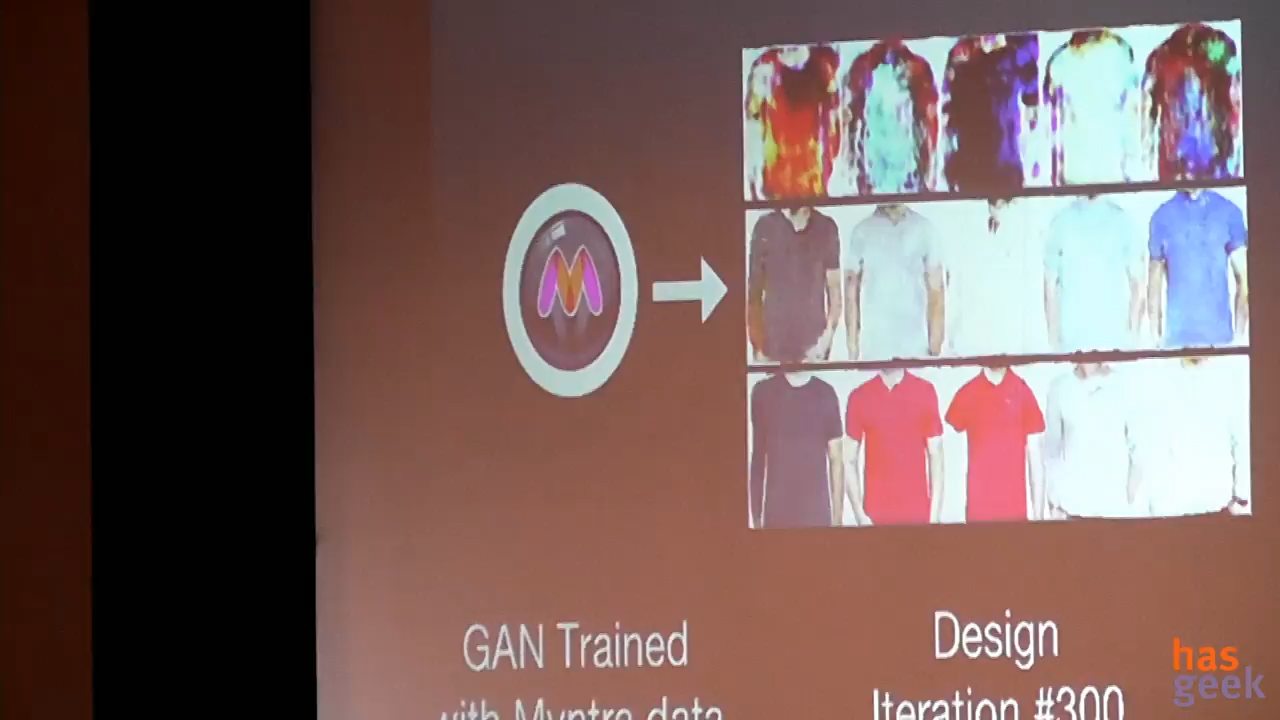 GAN Trained
with Myntra data
Design
Iteration #300
has
geek